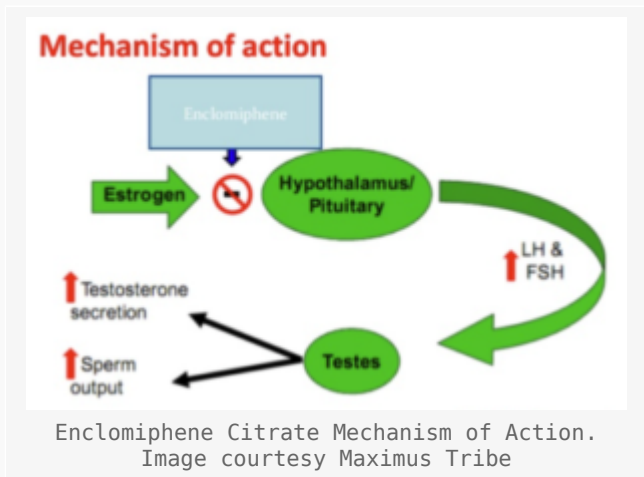 Mechanism of action
Enclomiphene
Estrogen
Hypothalamus/
Pituitary
LH &
FSH
Testosterone
secretion
Sperm
output
Testes
Enclomiphene Citrate Mechanism of Action.
Image courtesy Maximus Tribe